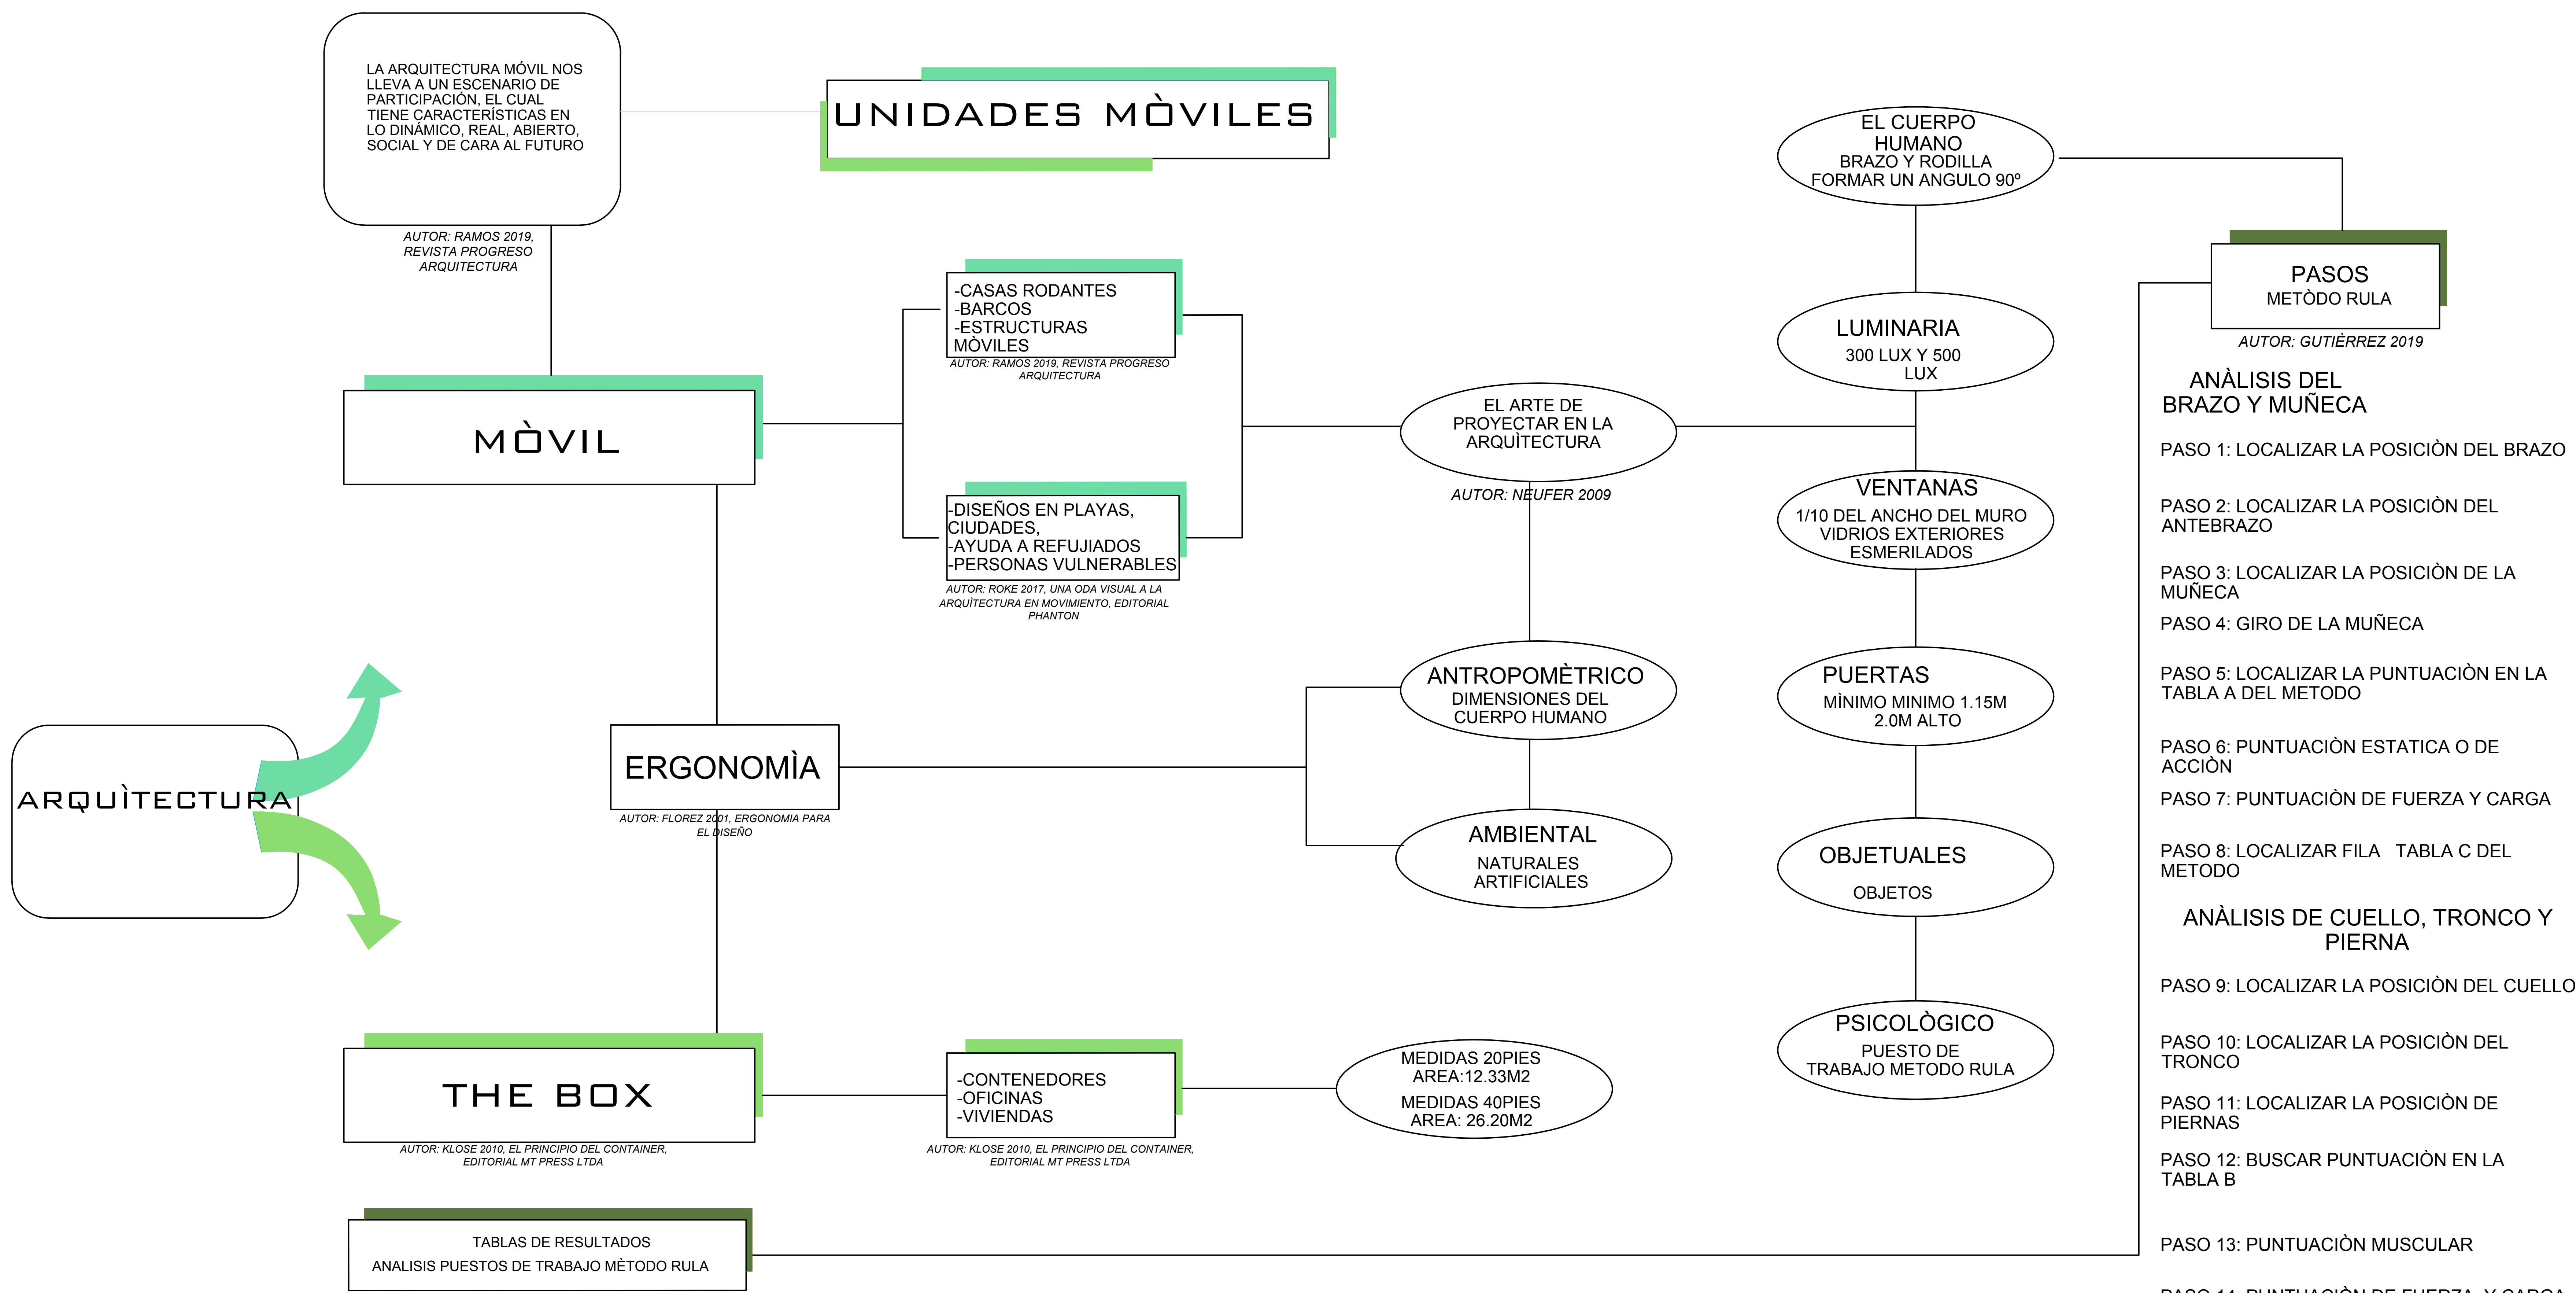 LA ARQUITECTURA MÓVIL NOS
LLEVA A UN ESCENARIO DE
PARTICIPACIÓN, EL CUAL
TIENE CARACTERÍSTICAS EN
LO DINÁMICO, REAL, ABIERTO,
SOCIAL Y DE CARA AL FUTURO
AUTOR: RAMOS 2019,
REVISTA PROGRESO
ARQUITECTURA
UNIDADES MÒVILES
MÒVIL
-CASAS RODANTES
-BARCOS
-ESTRUCTURAS
MÒVILES
AUTOR: RAMOS 2019, REVISTA PROGRESO
ARQUITECTURA
-DISEÑOS EN PLAYAS,
CIUDADES,
-AYUDA A REFUJIADOS
-PERSONAS VULNERABLES
AUTOR: ROKE 2017, UNA ODA VISUAL A LA
ARQUÌTECTURA EN MOVIMIENTO, EDITORIAL
PHANTON
ARQUÌTECTURA
ERGONOMÌA
AUTOR: FLOREZ 2001, ERGONOMIA PARA
EL DISEÑO
THE BOX
AUTOR: KLOSE 2010, EL PRINCIPIO DEL CONTAINER,
EDITORIAL MT PRESS LTDA
-CONTENEDORES
-OFICINAS
-VIVIENDAS
AUTOR: KLOSE 2010, EL PRINCIPIO DEL CONTAINER,
EDITORIAL MT PRESS LTDA
MEDIDAS 20PIES
AREA:12.33M2
MEDIDAS 40PIES
AREA: 26.20M2
TABLAS DE RESULTADOS
ANALISIS PUESTOS DE TRABAJO MÈTODO RULA
EL ARTE DE
PROYECTAR EN LA
ARQUÌTECTURA
AUTOR: NEUFER 2009
ANTROPOMÈTRICO
DIMENSIONES DEL
CUERPO HUMANO
AMBIENTAL
NATURALES
ARTIFICIALES
EL CUERPO
HUMANO
BRAZO Y RODILLA
FORMAR UN ANGULO 90º
LUMINARIA
300 LUX Y 500
LUX
VENTANAS
1/10 DEL ANCHO DEL MURO
VIDRIOS EXTERIORES
ESMERILADOS
PUERTAS
MÌNIMO MINIMO 1.15M
2.0M ALTO
OBJETUALES
OBJETOS
PSICOLÒGICO
PUESTO DE
TRABAJO METODO RULA
PASOS
METÒDO RULA
AUTOR: GUTIÈRREZ 2019
ANÀLISIS DEL
BRAZO Y MUÑECA
PASO 1: LOCALIZAR LA POSICIÒN DEL BRAZO
PASO 2: LOCALIZAR LA POSICIÒN DEL
ANTEBRAZO
PASO 3: LOCALIZAR LA POSICIÒN DE LA
MUÑECA
PASO 4: GIRO DE LA MUÑECA
PASO 5: LOCALIZAR LA PUNTUACIÒN EN LA
TABLA A DEL METODO
PASO 6: PUNTUACIÒN ESTATICA O DE
ACCIÒN
PASO 7: PUNTUACIÒN DE FUERZA Y CARGA
PASO 8: LOCALIZAR FILA TABLA C DEL
METODO
ANÀLISIS DE CUELLO, TRONCO Y
PIERNA
PASO 9: LOCALIZAR LA POSICIÒN DEL CUELLO
PASO 10: LOCALIZAR LA POSICIÒN DEL
TRONCO
PASO 11: LOCALIZAR LA POSICIÒN DE
PIERNAS
PASO 12: BUSCAR PUNTUACIÒN EN LA
TABLA B
PASO 13: PUNTUACIÒN MUSCULAR
PASO 14: PUNTUACIÒN DE FUERZA Y CARGA